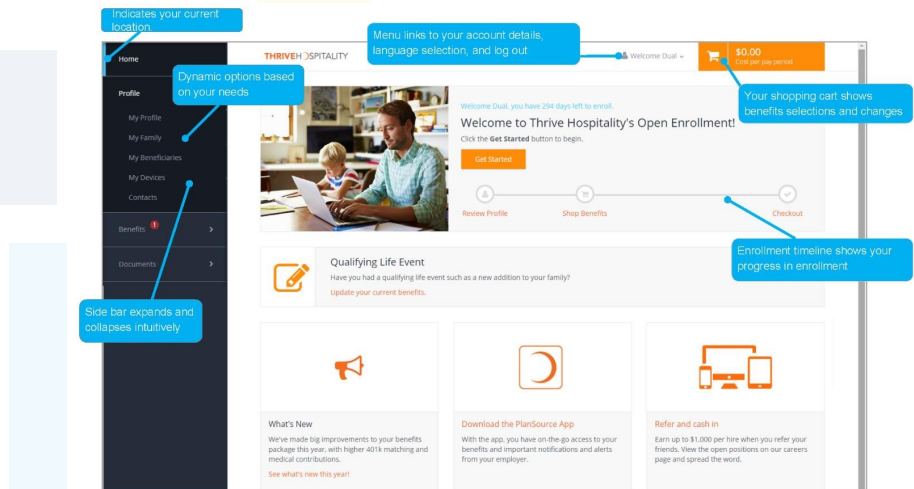 Indicates your current
location.
Menu links to your account details,
language selection, and log out
Home
THRIVEHOSPITALITY
Welcome Dual
$0.00
Cost per pay period
Dynamic options based
on your needs
Your shopping cart shows
benefits selections and changes
Profile
My Profile
My Family
My Beneficiaries
My Devices
Contacts
Benefits 1
Documents
Welcome Dual, you have 294 days left to enroll.
Welcome to Thrive Hospitality's Open Enrollment!
Click the Get Started button to begin.
Get Started
Review Profile
Shop Benefits
Checkout
Enrollment timeline shows your
progress in enrollment
Qualifying Life Event
Have you had a qualifying life event such as a new addition to your family?
Update your current benefits.
Side bar expands and
collapses intuitively
What's New
We've made big improvements to your benefits
package this year, with higher 401k matching and
medical contributions.
See what's new this year!
Download the PlanSource App
With the app, you have on-the-go access to your
benefits and important notifications and alerts
from your employer.
Refer and cash in
Earn up to $1,000 per hire when you refer your
friends. View the open positions on our careers
page and spread the word.